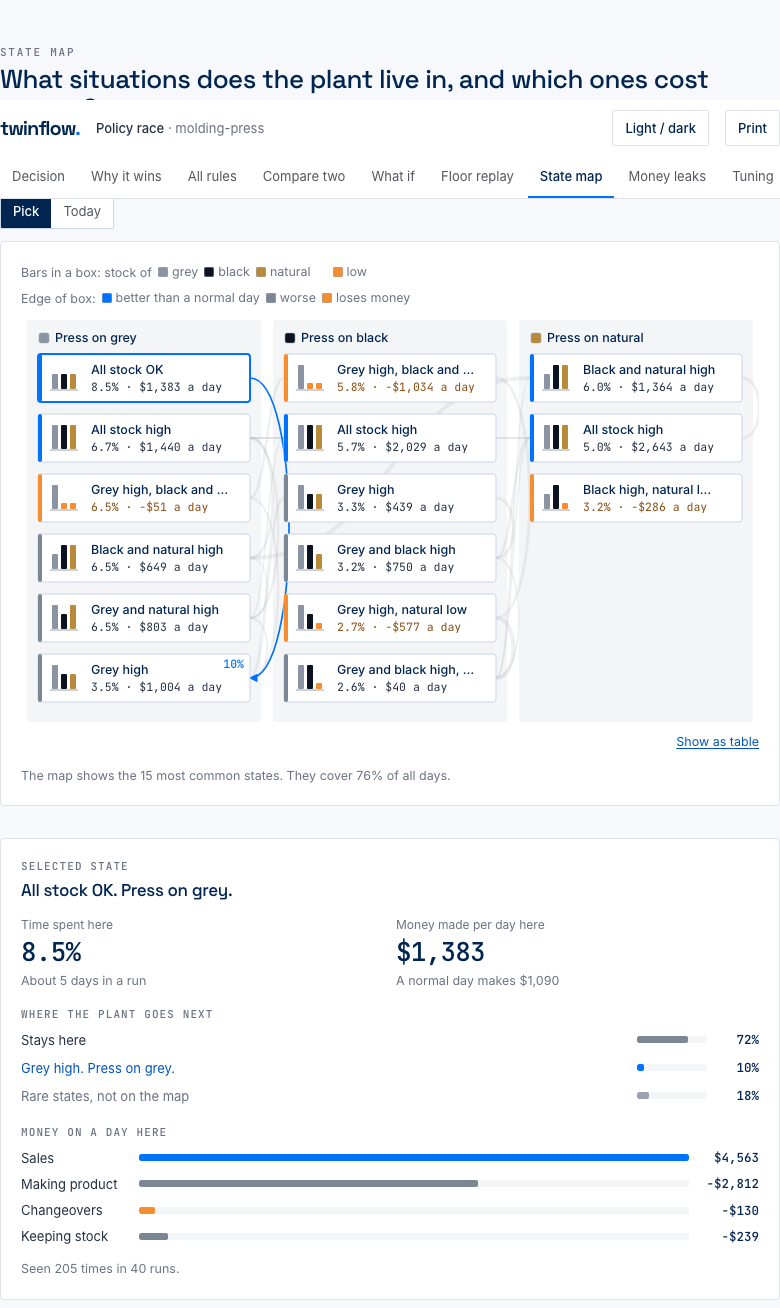 STATE MAP
What situations does the plant live in, and which ones cost
twinflow.
Policy race · molding-press
Light / dark
Print
Decision
Why it wins
All rules
Compare two
What if
Floor replay
State map
Money leaks
Tuning
Pick
Today
Bars in a box: stock of grey black natural low
Edge of box: better than a normal day worse loses money
Press on grey
All stock OK
8.5% · $1,383 a day
All stock high
6.7% · $1,440 a day
Grey high, black and ...
6.5% · -$51 a day
Black and natural high
6.5% · $649 a day
Grey and natural high
6.5% · $803 a day
Grey high
10%
3.5% · $1,004 a day
Press on black
Grey high, black and ...
5.8% · -$1,034 a day
All stock high
5.7% · $2,029 a day
Grey high
3.3% · $439 a day
Grey and black high
3.2% · $750 a day
Grey high, natural low
2.7% · -$577 a day
Grey and black high, ...
2.6% · $40 a day
Press on natural
Black and natural high
6.0% · $1,364 a day
All stock high
5.0% · $2,643 a day
Black high, natural l...
3.2% · -$286 a day
Show as table
The map shows the 15 most common states. They cover 76% of all days.
SELECTED STATE
All stock OK. Press on grey.
Time spent here
8.5%
About 5 days in a run
Money made per day here
$1,383
A normal day makes $1,090
WHERE THE PLANT GOES NEXT
Stays here 72%
Grey high. Press on grey. 10%
Rare states, not on the map 18%
MONEY ON A DAY HERE
Sales $4,563
Making product -$2,812
Changeovers -$130
Keeping stock -$239
Seen 205 times in 40 runs.